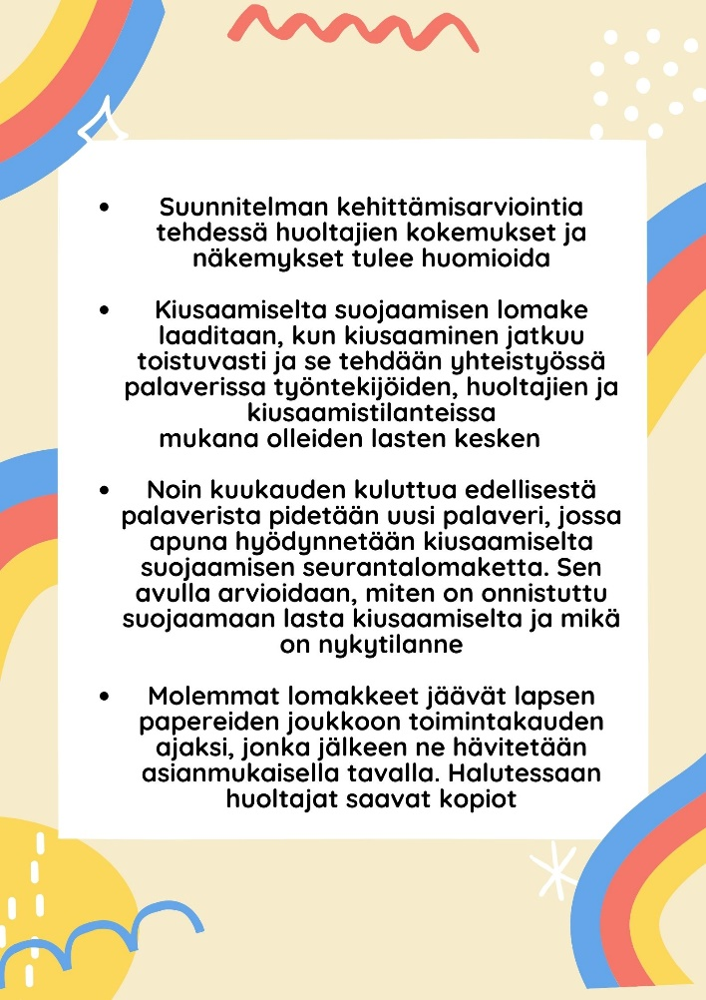 • Suunnitelman kehittämisarviointia
tehdessä huoltajien kokemukset ja
näkemykset tulee huomioida
• Kiusaamiselta suojaamisen lomake
laaditaan, kun kiusaaminen jatkuu
toistuvasti ja se tehdään yhteistyössä
palaverissa työntekijöiden, huoltajien ja
kiusaamistilanteissa
mukana olleiden lasten kesken
• Noin kuukauden kuluttua edellisestä
palaverista pidetään uusi palaveri, jossa
apuna hyödynnetään kiusaamiselta
suojaamisen seurantalomaketta. Sen
avulla arvioidaan, miten on onnistuttu
suojaamaan lasta kiusaamiselta ja mikä
on nykytilanne
• Molemmat lomakkeet jäävät lapsen
papereiden joukkoon toimintakauden
ajaksi, jonka jälkeen ne hävitetään
asianmukaisella tavalla. Halutessaan
huoltajat saavat kopiot